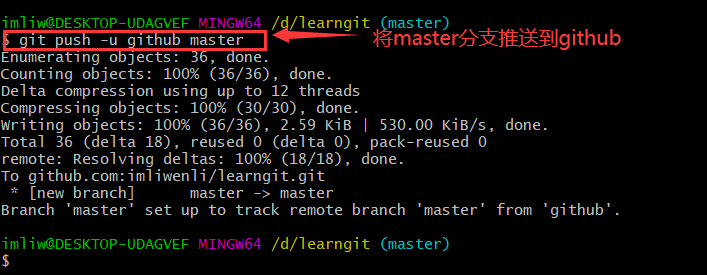 imliw@DESKTOP-UDAGVEF MINGW64 /d/learngit (master)
$ git push -u github master
将master分支推送到github
Enumerating objects: 36, done.
Counting objects: 100% (36/36), done.
Delta compression using up to 12 threads
Compressing objects: 100% (30/30), done.
Writing objects: 100% (36/36), 2.59 KiB | 530.00 KiB/s, done.
Total 36 (delta 18), reused 0 (delta 0), pack-reused 0
remote: Resolving deltas: 100% (18/18), done.
To github.com:imliwenli/learngit.git
 * [new branch]      master -> master
Branch 'master' set up to track remote branch 'master' from 'github'.
imliw@DESKTOP-UDAGVEF MINGW64 /d/learngit (master)
$